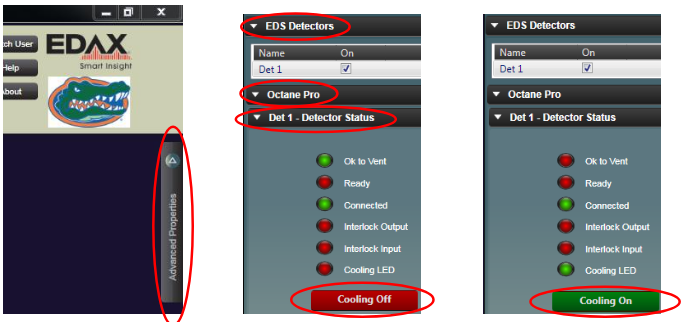 x
tch User
EDAX
Smart Insight
Help
About
Advanced Properties
EDS Detectors
Name On
Det 1
Octane Pro
Det 1 - Detector Status
Ok to Vent
Ready
Connected
Interlock Output
Interlock Input
Cooling LED
Cooling Off
EDS Detectors
Name On
Det 1
Octane Pro
Det 1 - Detector Status
Ok to Vent
Ready
Connected
Interlock Output
Interlock Input
Cooling LED
Cooling On